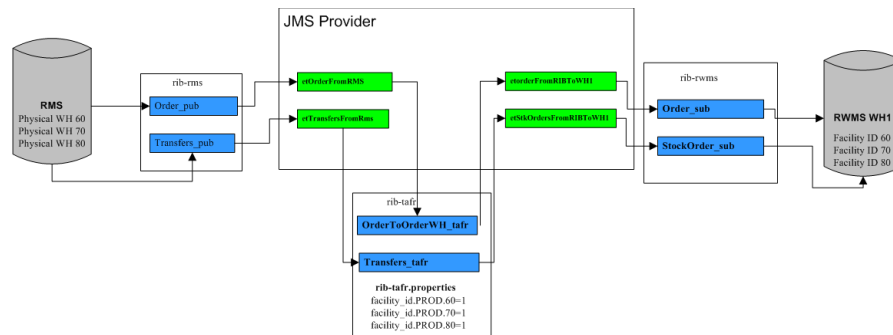 JMS Provider
RMS
Physical WH 60
Physical WH 70
Physical WH 80
rib-rms
Order_pub
Transfers_pub
etOrderFromRMS
etTransfersFromRms
etorderFromRIBToWH1
etStkOrdersFromRIBToWH1
rib-rwms
Order_sub
StockOrder_sub
RWMS WH1
Facility ID 60
Facility ID 70
Facility ID 80
rib-tafr
OrderToOrderWH_tafr
Transfers_tafr
rib-tafr.properties
facility_id.PROD.60=1
facility_id.PROD.70=1
facility_id.PROD.80=1